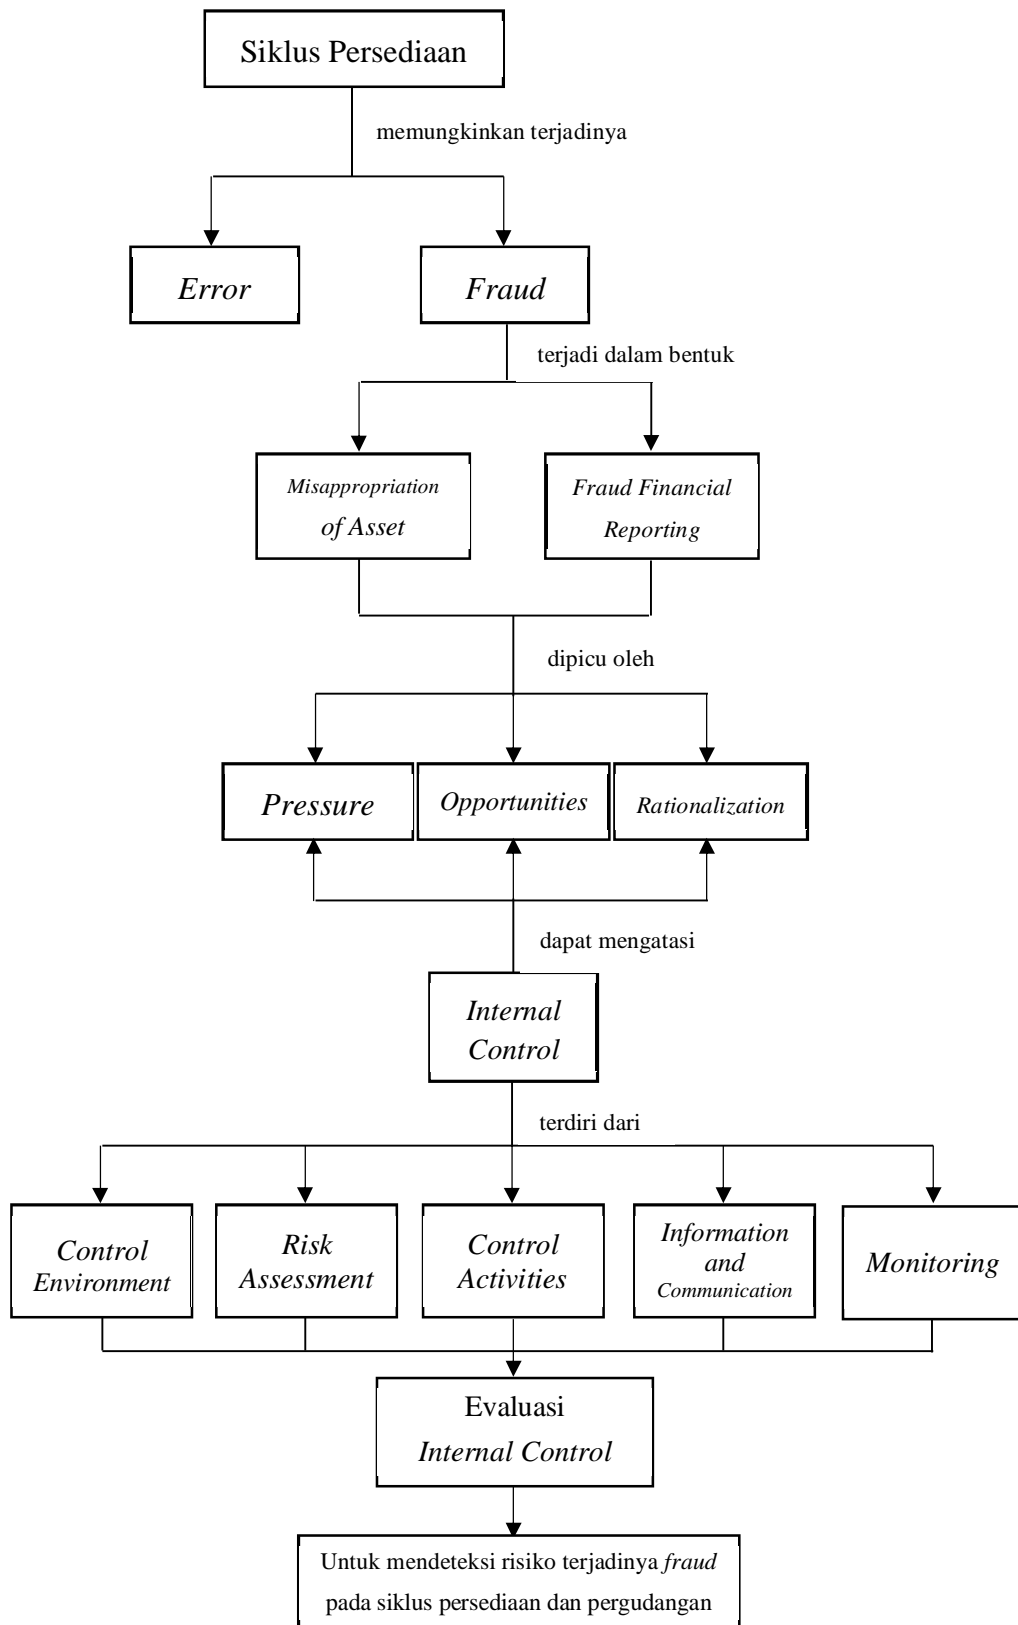 Siklus Persediaan
memungkinkan terjadinya
Error
Fraud
terjadi dalam bentuk
Misappropriation
of Asset
Fraud Financial
Reporting
dipicu oleh
Pressure
Opportunities
Rationalization
dapat mengatasi
Internal
Control
terdiri dari
Control
Environment
Risk
Assessment
Control
Activities
Information
and
Communication
Monitoring
Evaluasi
Internal Control
Untuk mendeteksi risiko terjadinya fraud
pada siklus persediaan dan pergudangan